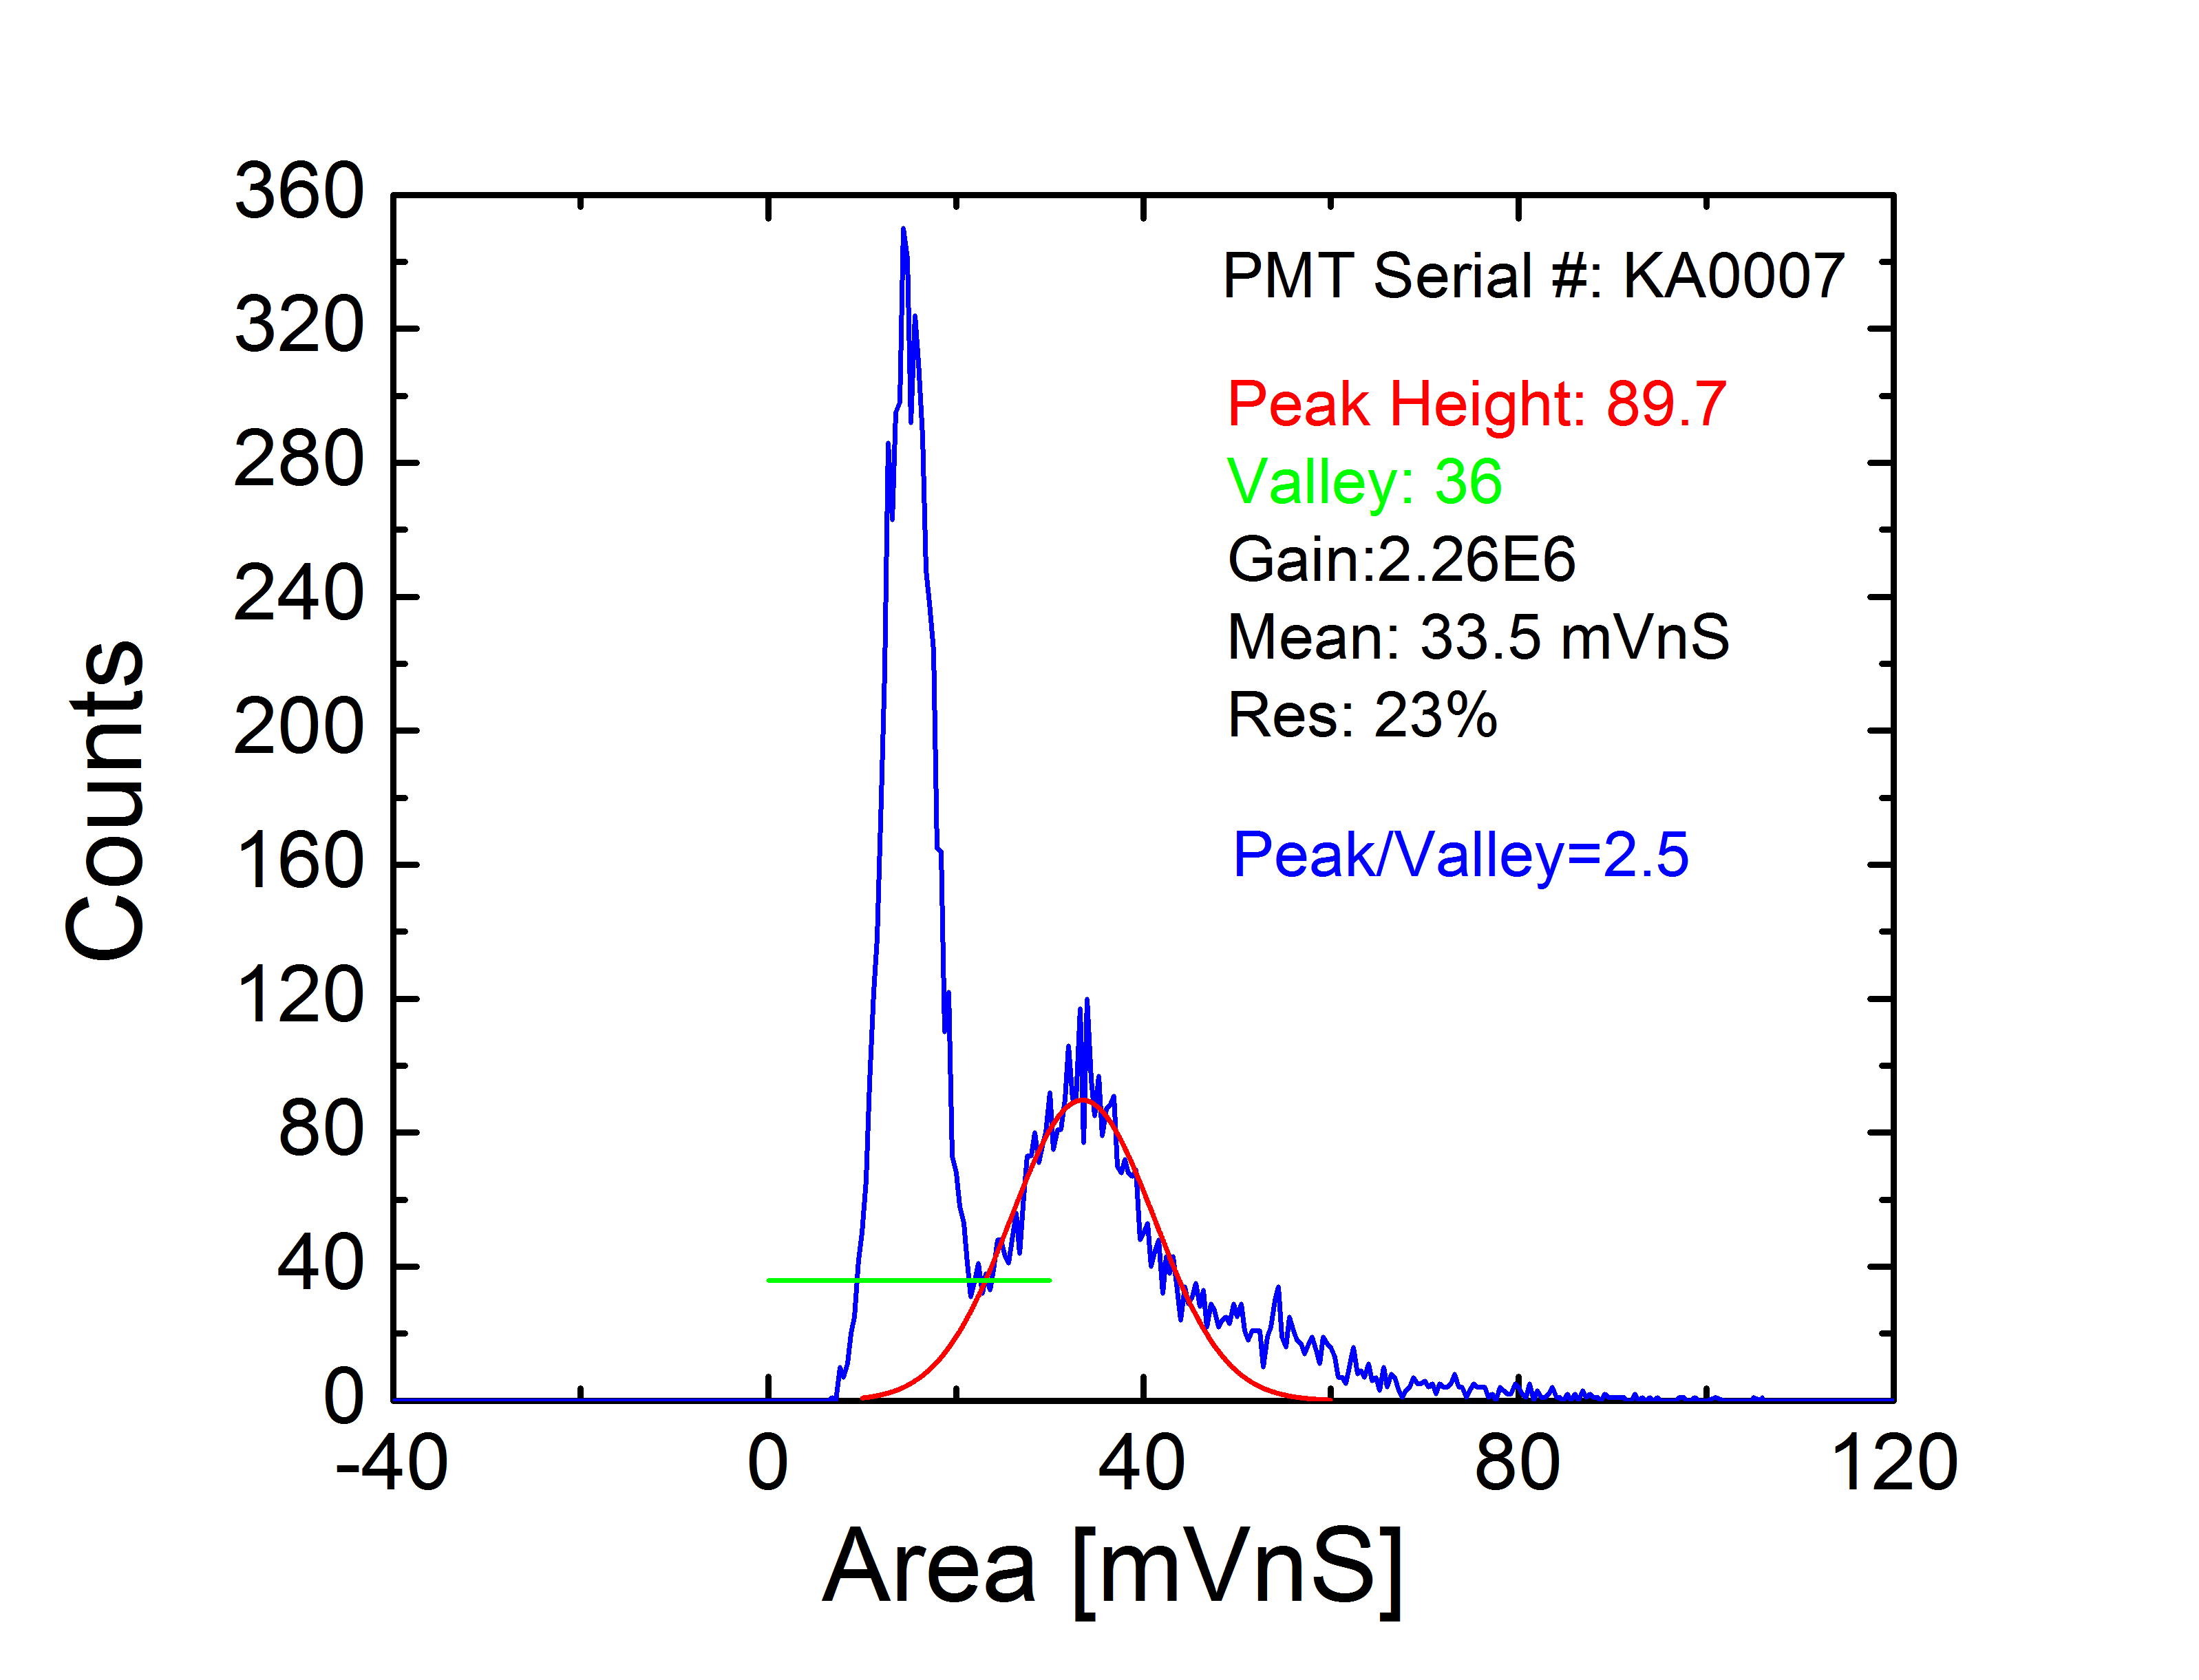 360
320
280
240
200
160
120
80
40
0
-40 0 40 80 120
Counts
Area [mVnS]
PMT Serial #: KA0007
Peak Height: 89.7
Valley: 36
Gain:2.26E6
Mean: 33.5 mVnS
Res: 23%
Peak/Valley=2.5